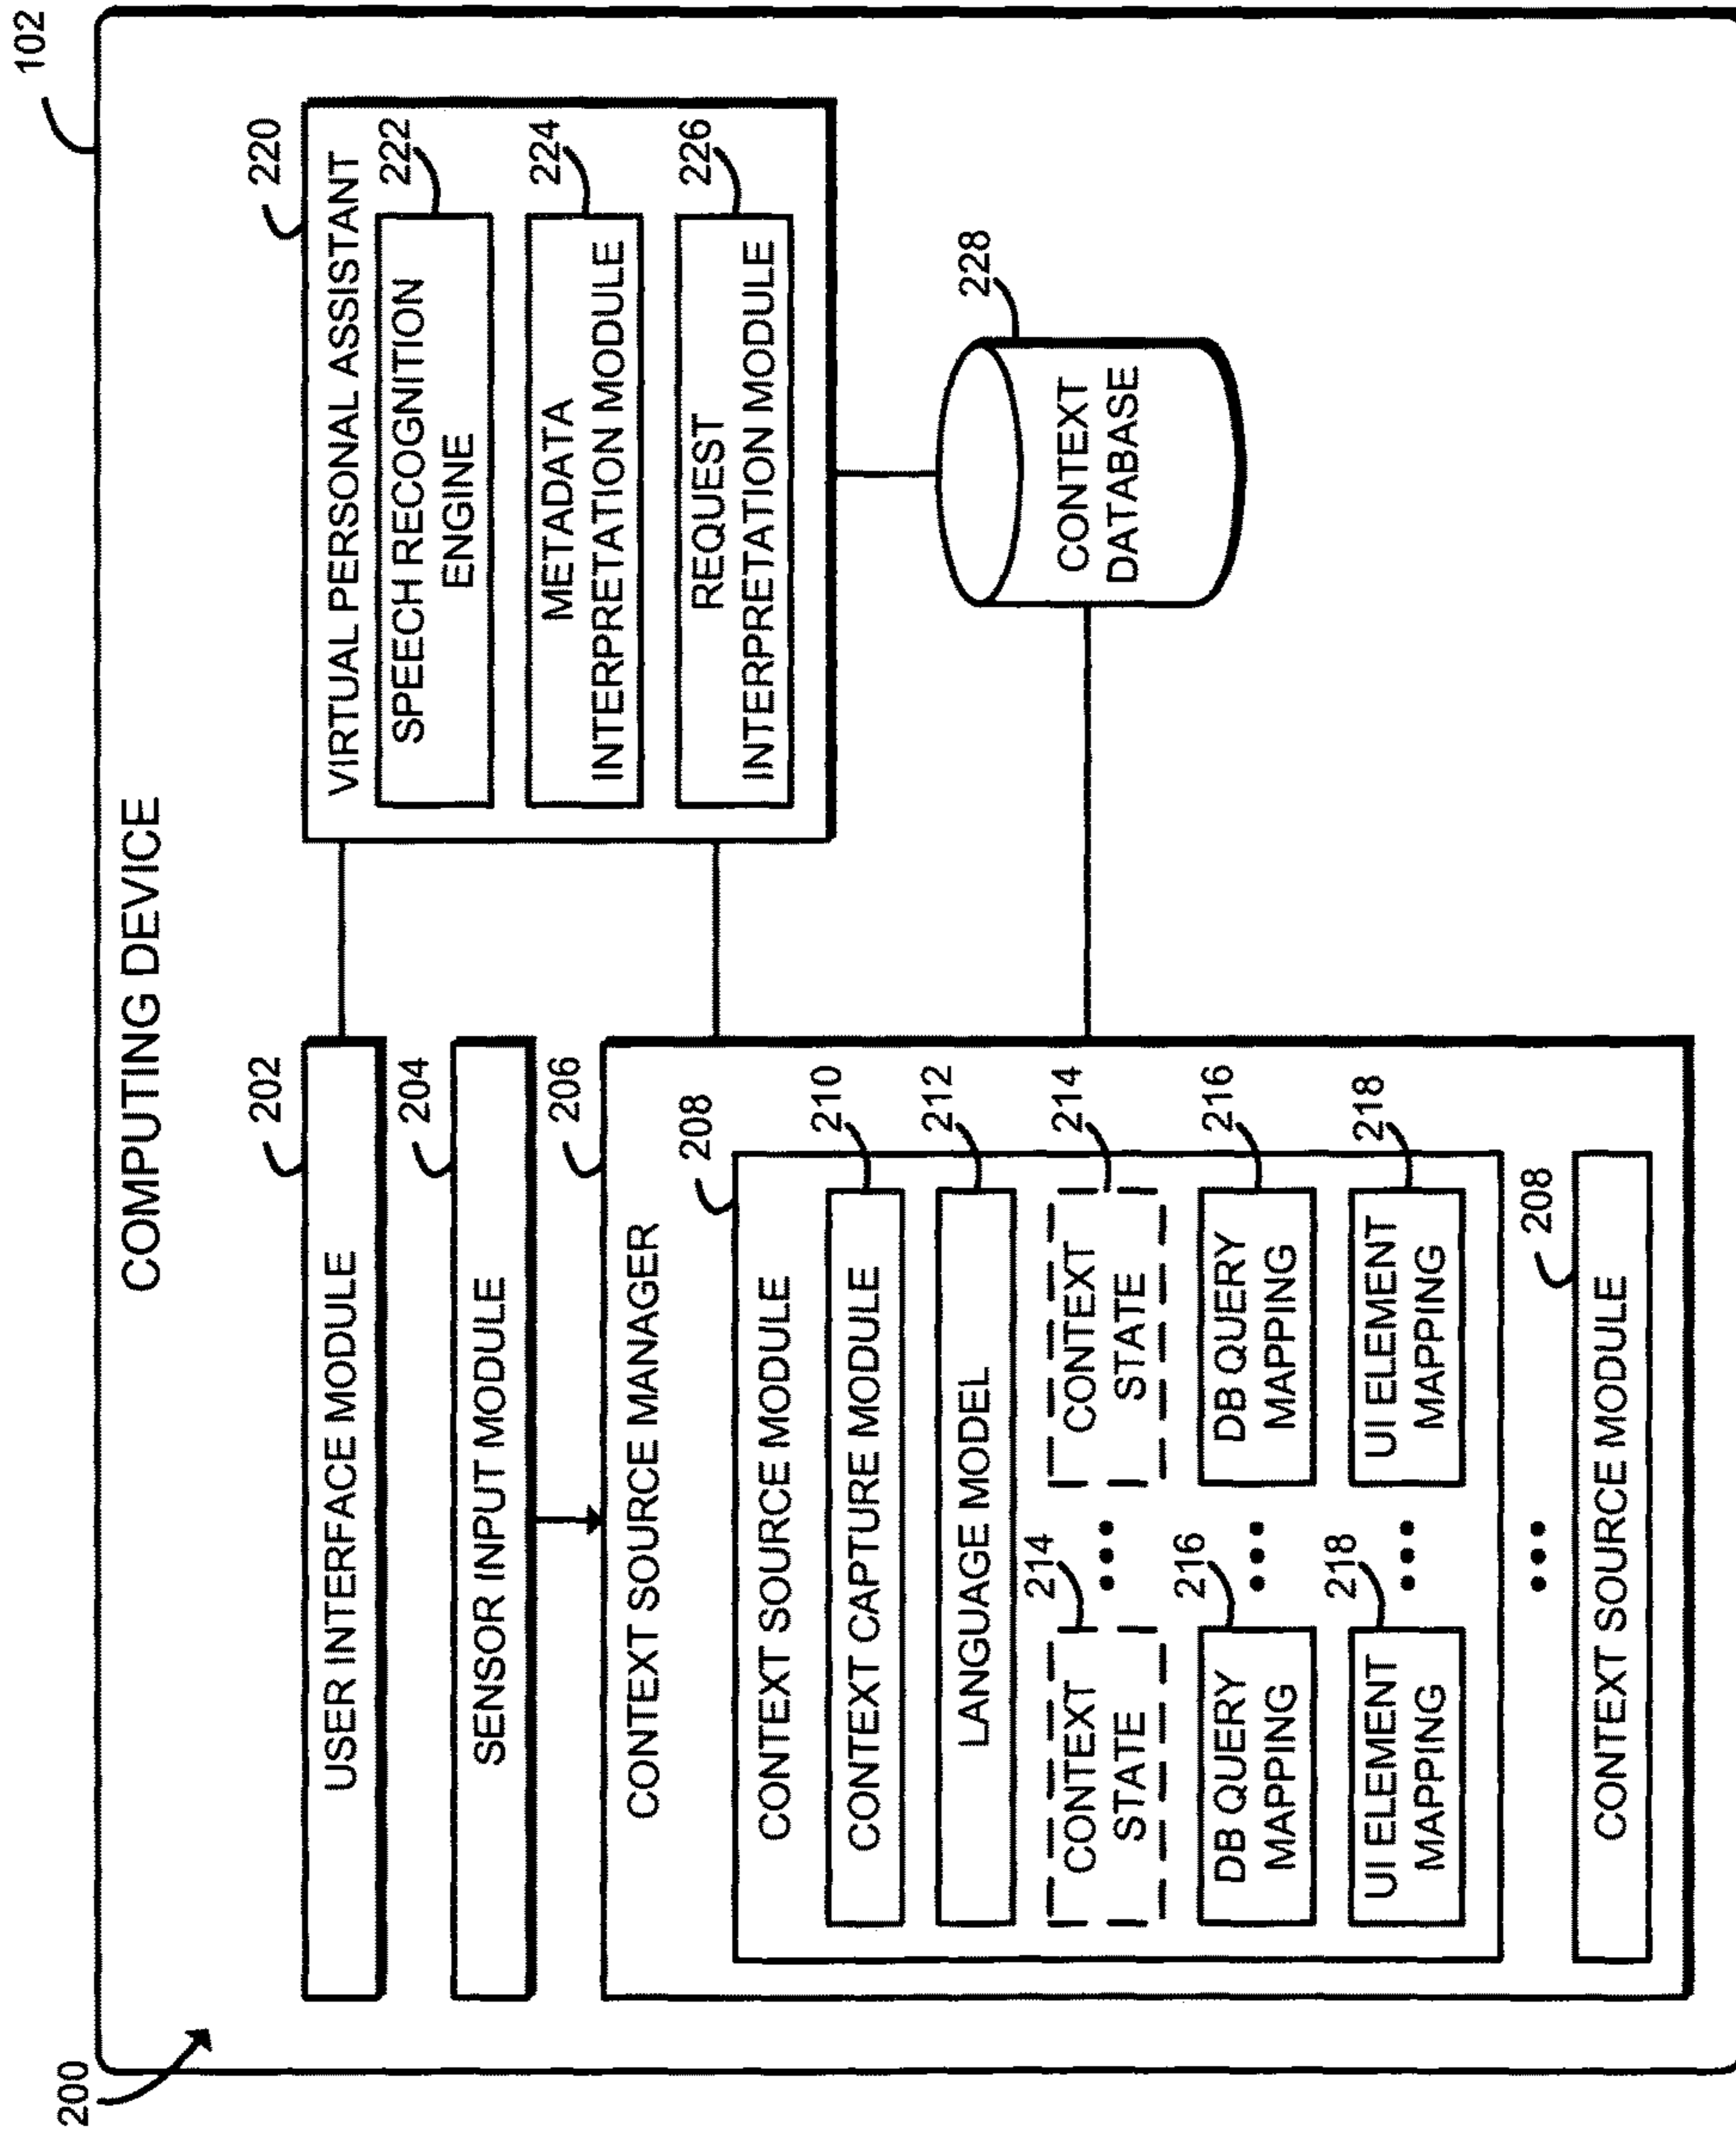 200
102
COMPUTING DEVICE
202
USER INTERFACE MODULE
204
SENSOR INPUT MODULE
206
CONTEXT SOURCE MANAGER
208
CONTEXT SOURCE MODULE
210
CONTEXT CAPTURE MODULE
212
LANGUAGE MODEL
214
CONTEXT
STATE
214
CONTEXT
STATE
216
DB QUERY
MAPPING
216
DB QUERY
MAPPING
218
UI ELEMENT
MAPPING
218
UI ELEMENT
MAPPING
208
CONTEXT SOURCE MODULE
220
VIRTUAL PERSONAL ASSISTANT
222
SPEECH RECOGNITION
ENGINE
224
METADATA
INTERPRETATION MODULE
226
REQUEST
INTERPRETATION MODULE
228
CONTEXT
DATABASE